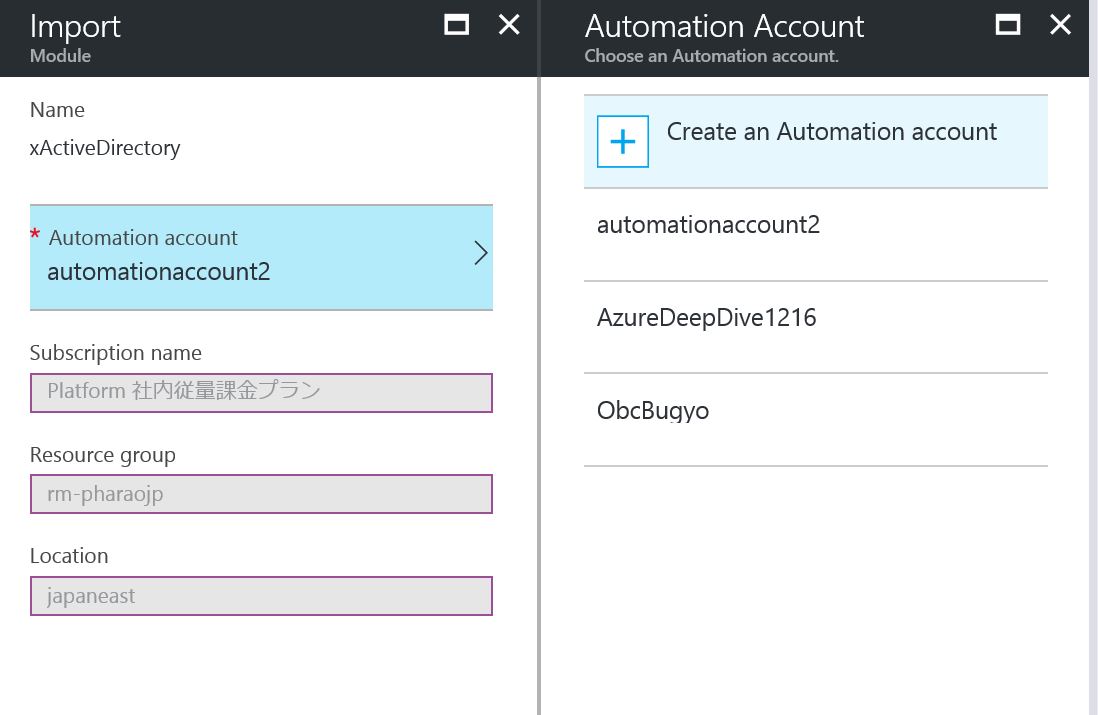 Import
Module
Name
xActiveDirectory
* Automation account
automationaccount2
Subscription name
Platform 社内従量課金プラン
Resource group
rm-pharaojp
Location
japaneast
Automation Account
Choose an Automation account.
Create an Automation account
automationaccount2
AzureDeepDive1216
ObcBugyo